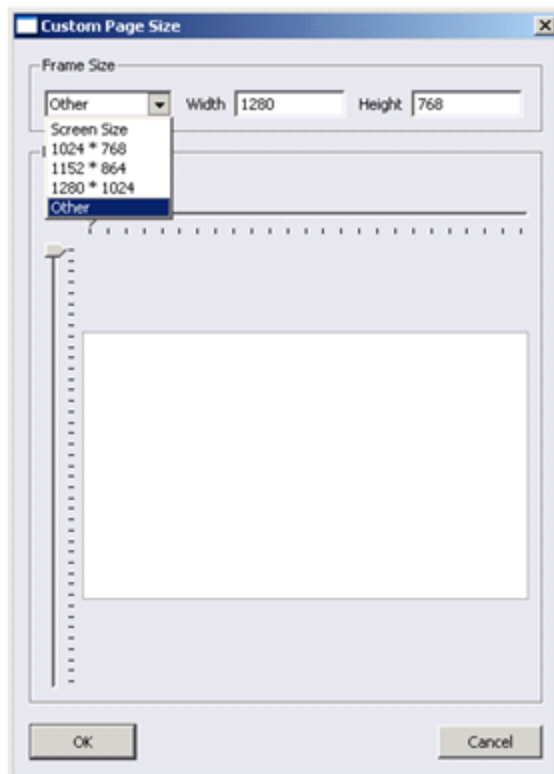 Custom Page Size
Frame Size
Other
Width 1280
Height 768
Screen Size
1024 * 768
1152 * 864
1280 * 1024
Other
OK
Cancel